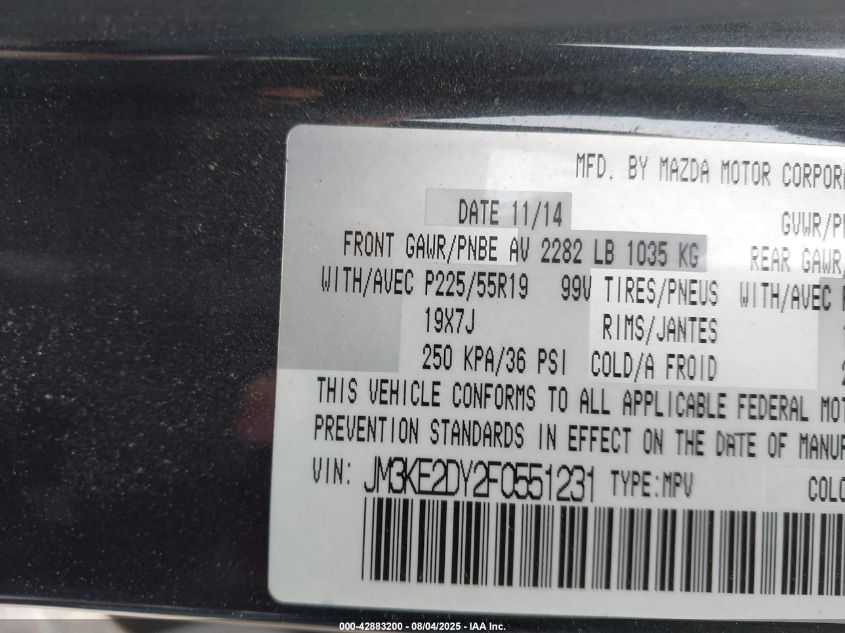 MFD. BY MAZDA MOTOR CORPORA
DATE 11/14 GVWR/P
FRONT GAWR/PNBE AV 2282 LB 1035 KG REAR GAWR/
WITH/AVEC P225/55R19 99V TIRES/PNEUS WITH/AVEC
19X7J RIMS/JANTES
250 KPA/36 PSI COLD/A FROID
THIS VEHICLE CONFORMS TO ALL APPLICABLE FEDERAL MOT
PREVENTION STANDARDS IN EFFECT ON THE DATE OF MANUF
VIN: JM3KE2DY2F0551231 TYPE:MPV COLO
000-42883200 - 08/04/2025 - IAA Inc.